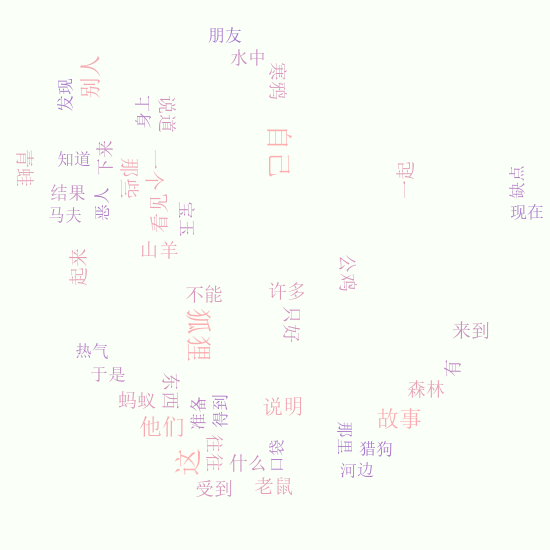 朋友
水中
寒鸦
别人
发现
身上
说道
自己
青蛙
知道
下来
那些
一个
一起
缺点
结果
恶人
看见
宝玉
马夫
现在
山羊
起来
公鸡
不能
许多
只好
狐狸
来到
热气
于是
东西
有
森林
蚂蚁
准备
得到
说明
故事
他们
那里
往往
这
什么
口袋
猎狗
河边
受到
老鼠